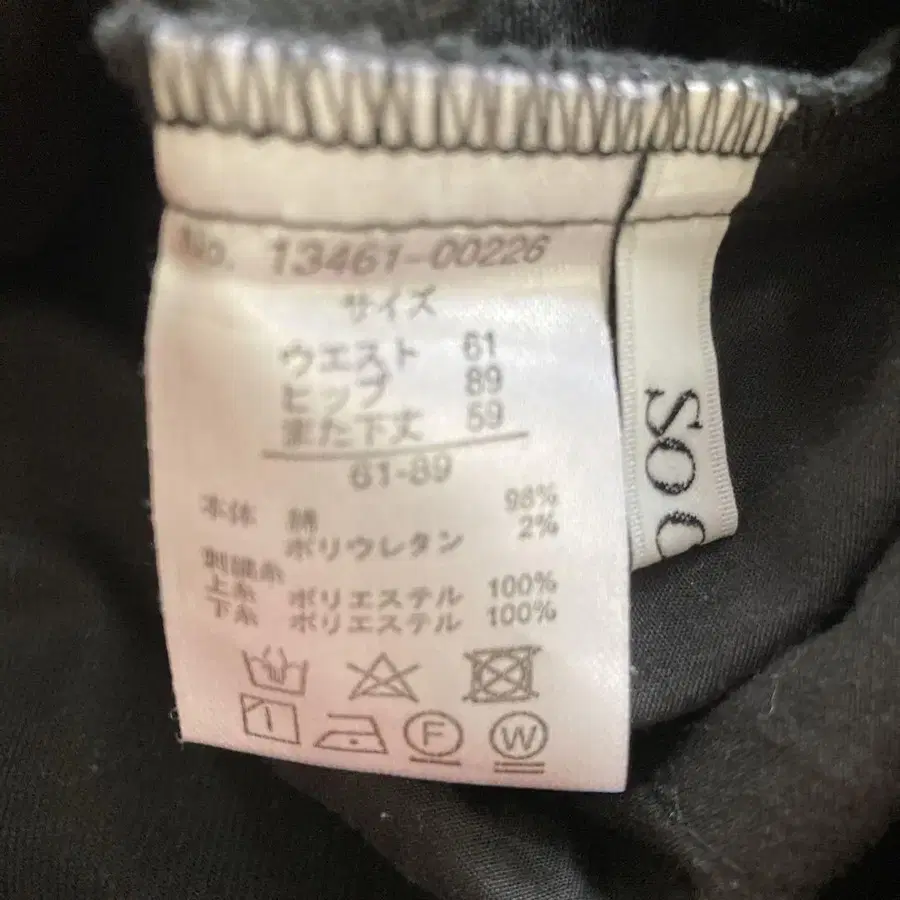 No. 13461-00226
サイズ
ウエスト 61
ヒップ 89
また下丈 59
61-89
本体 綿 98%
ポリウレタン 2%
刺繍糸
上糸 ポリエステル 100%
下糸 ポリエステル 100%
F
W
SO